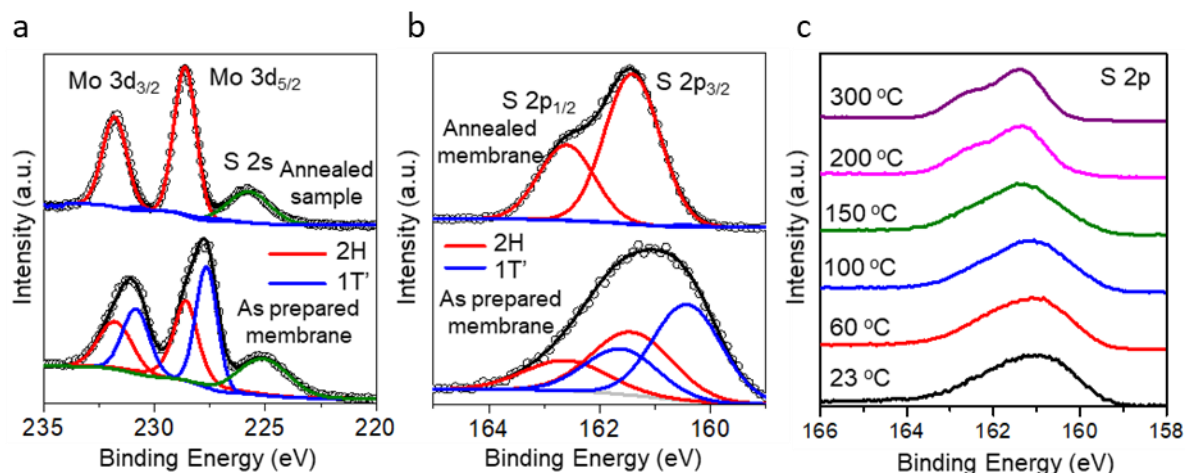 a
Mo 3d3/2
Mo 3d5/2
S 2s
Annealed
sample
2H
1T’
As prepared
membrane
Intensity (a.u.)
235 230 225 220
Binding Energy (eV)
b
S 2p1/2
S 2p3/2
Annealed
membrane
2H
1T’
As prepared
membrane
Intensity (a.u.)
164 162 160
Binding Energy (eV)
c
S 2p
300 °C
200 °C
150 °C
100 °C
60 °C
23 °C
Intensity (a.u.)
166 164 162 160 158
Binding Energy (eV)